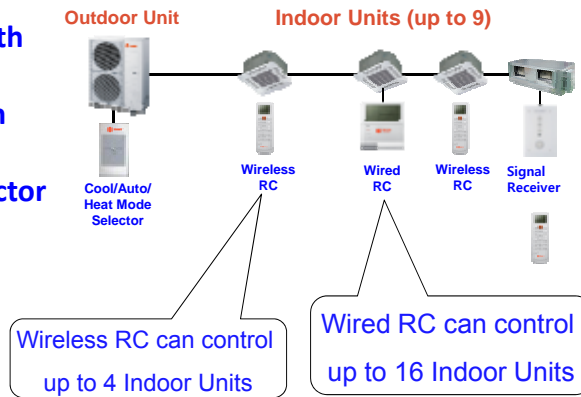 Outdoor Unit
Indoor Units (up to 9)
th
ctor
Cool/Auto/
Heat Mode
Selector
Wireless
RC
Wired
RC
Wireless
RC
Signal
Receiver
Wireless RC can control
up to 4 Indoor Units
Wired RC can control
up to 16 Indoor Units